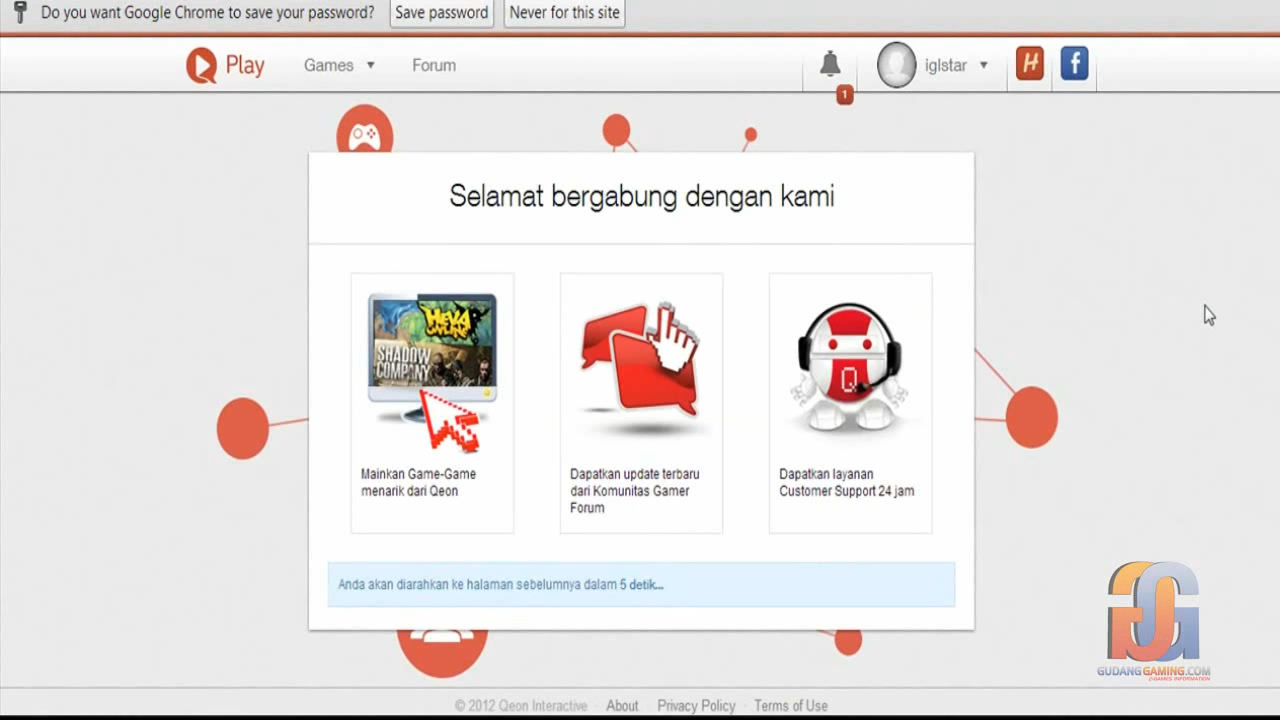 Do you want Google Chrome to save your password? Save password Never for this site
Play Games Forum iglstar H f
1
Selamat bergabung dengan kami
HEVA
ONLINE
SHADOW
COMPANY
Q
Mainkan Game-Game
menarik dari Qeon
Dapatkan update terbaru
dari Komunitas Gamer
Forum
Dapatkan layanan
Customer Support 24 jam
Anda akan diarahkan ke halaman sebelumnya dalam 5 detik...
GG
GUDANGGAMING.COM
© 2012 Qeon Interactive · About · Privacy Policy · Terms of Use